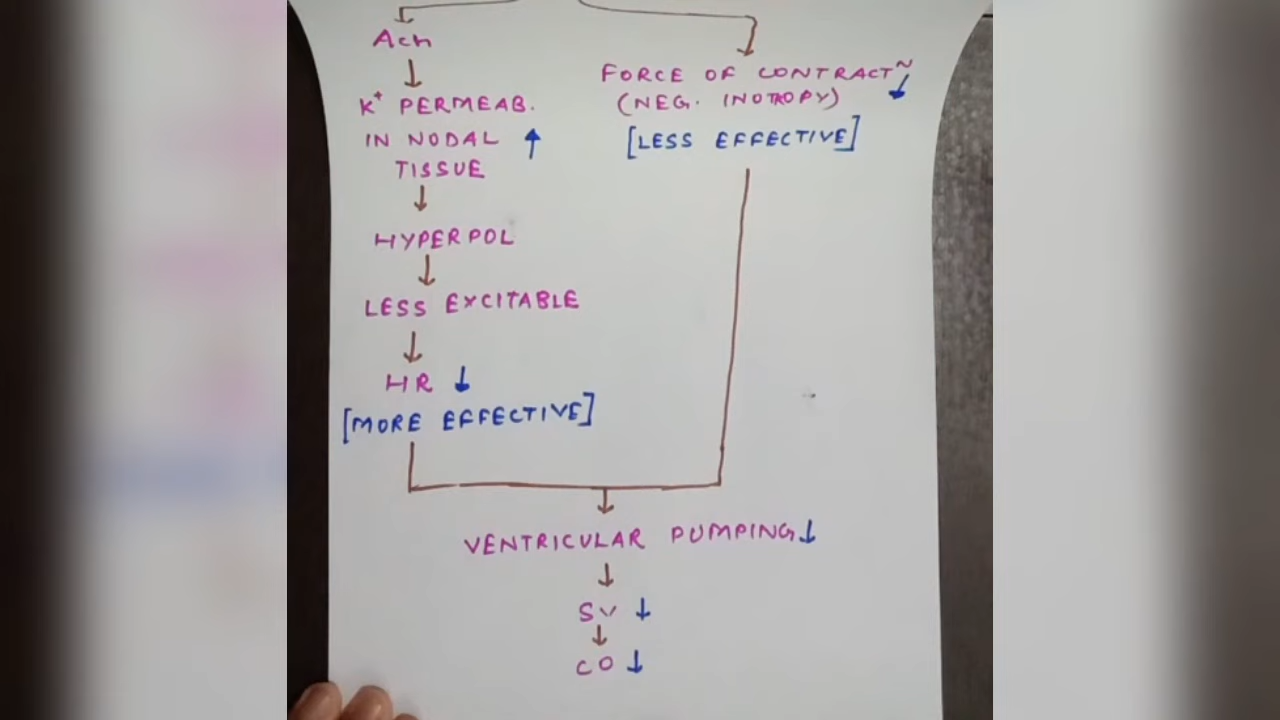 Ach
K⁺ PERMEAB.
IN NODAL ↑
TISSUE
HYPERPOL
LESS EXCITABLE
HR ↓
[MORE EFFECTIVE]
FORCE OF CONTRACT~ ↓
(NEG. INOTROPY)
[LESS EFFECTIVE]
VENTRICULAR PUMPING ↓
SV ↓
CO ↓